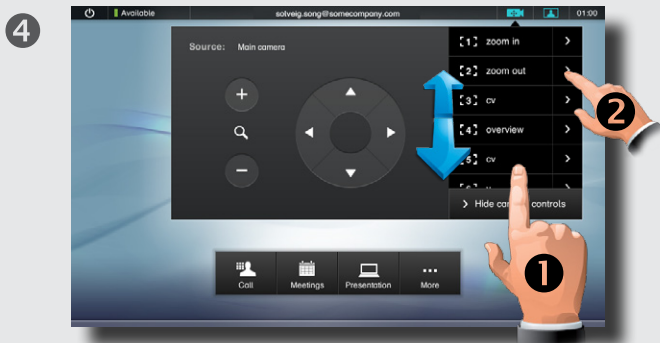 4
Available solveig.song@somecompany.com 01:00
Source: Main camera
[1] zoom in >
[2] zoom out
[3] cv >
[4] overview >
[5] cv >
[6]
> Hide controls
2
1
Call Meetings Presentation More